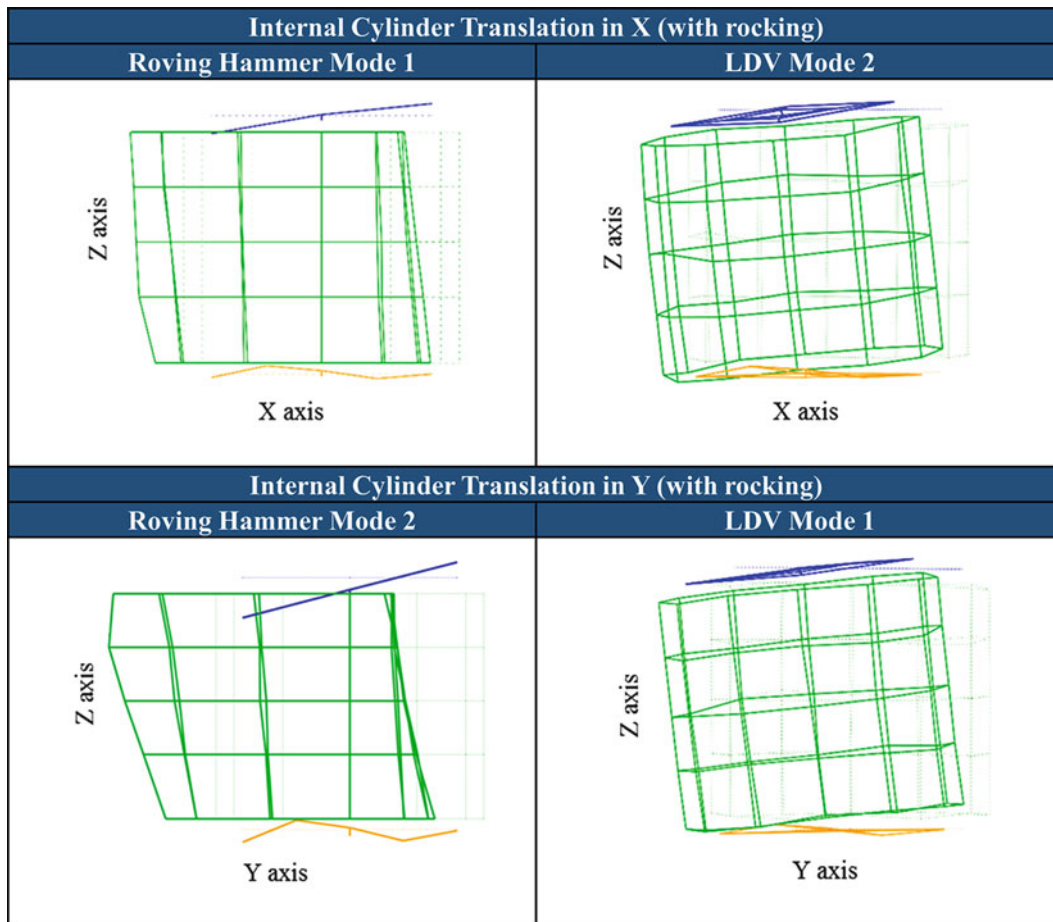 Internal Cylinder Translation in X (with rocking)
Roving Hammer Mode 1
LDV Mode 2
Z axis
X axis
Z axis
X axis
Internal Cylinder Translation in Y (with rocking)
Roving Hammer Mode 2
LDV Mode 1
Z axis
Y axis
Z axis
Y axis